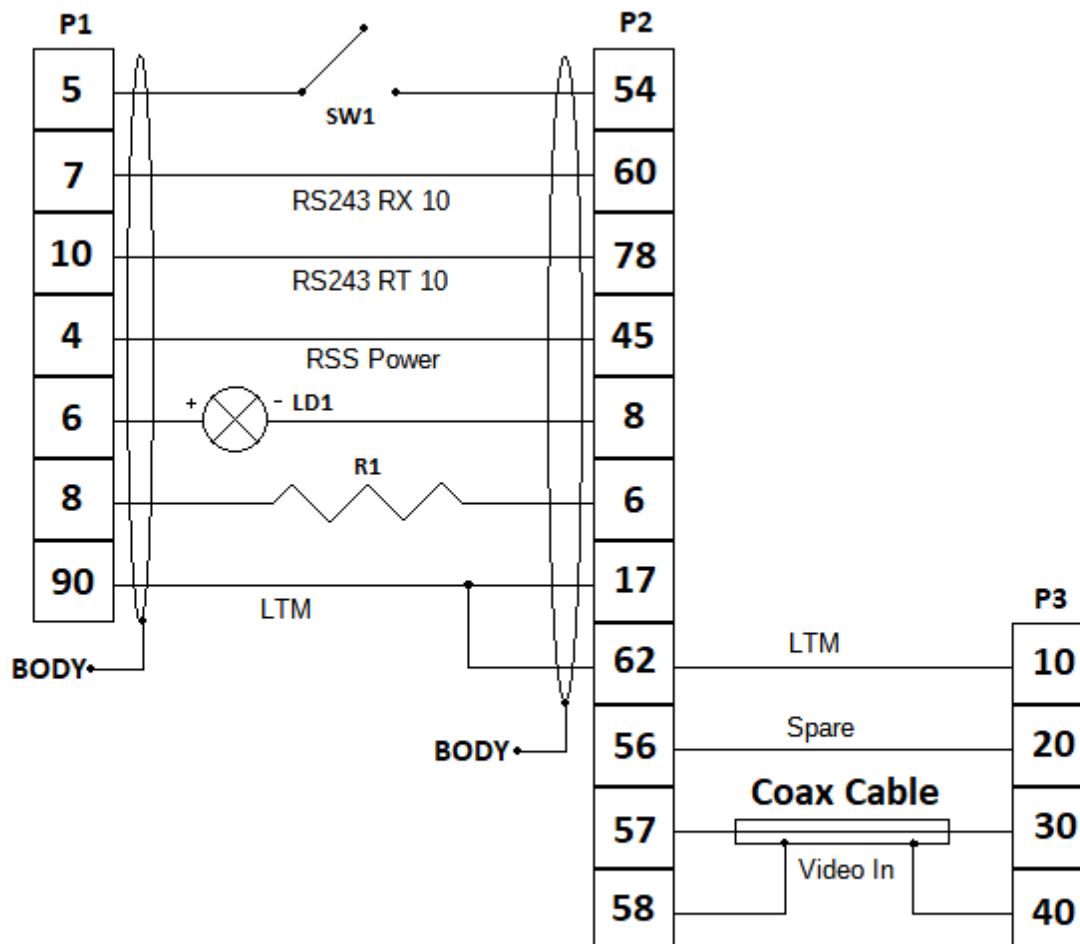 P1
P2
5
54
SW1
7
60
RS243 RX 10
10
78
RS243 RT 10
4
45
RSS Power
6
+
-
LD1
8
R1
8
6
90
17
LTM
P3
BODY
62
LTM
10
BODY
56
Spare
20
Coax Cable
57
30
Video In
58
40